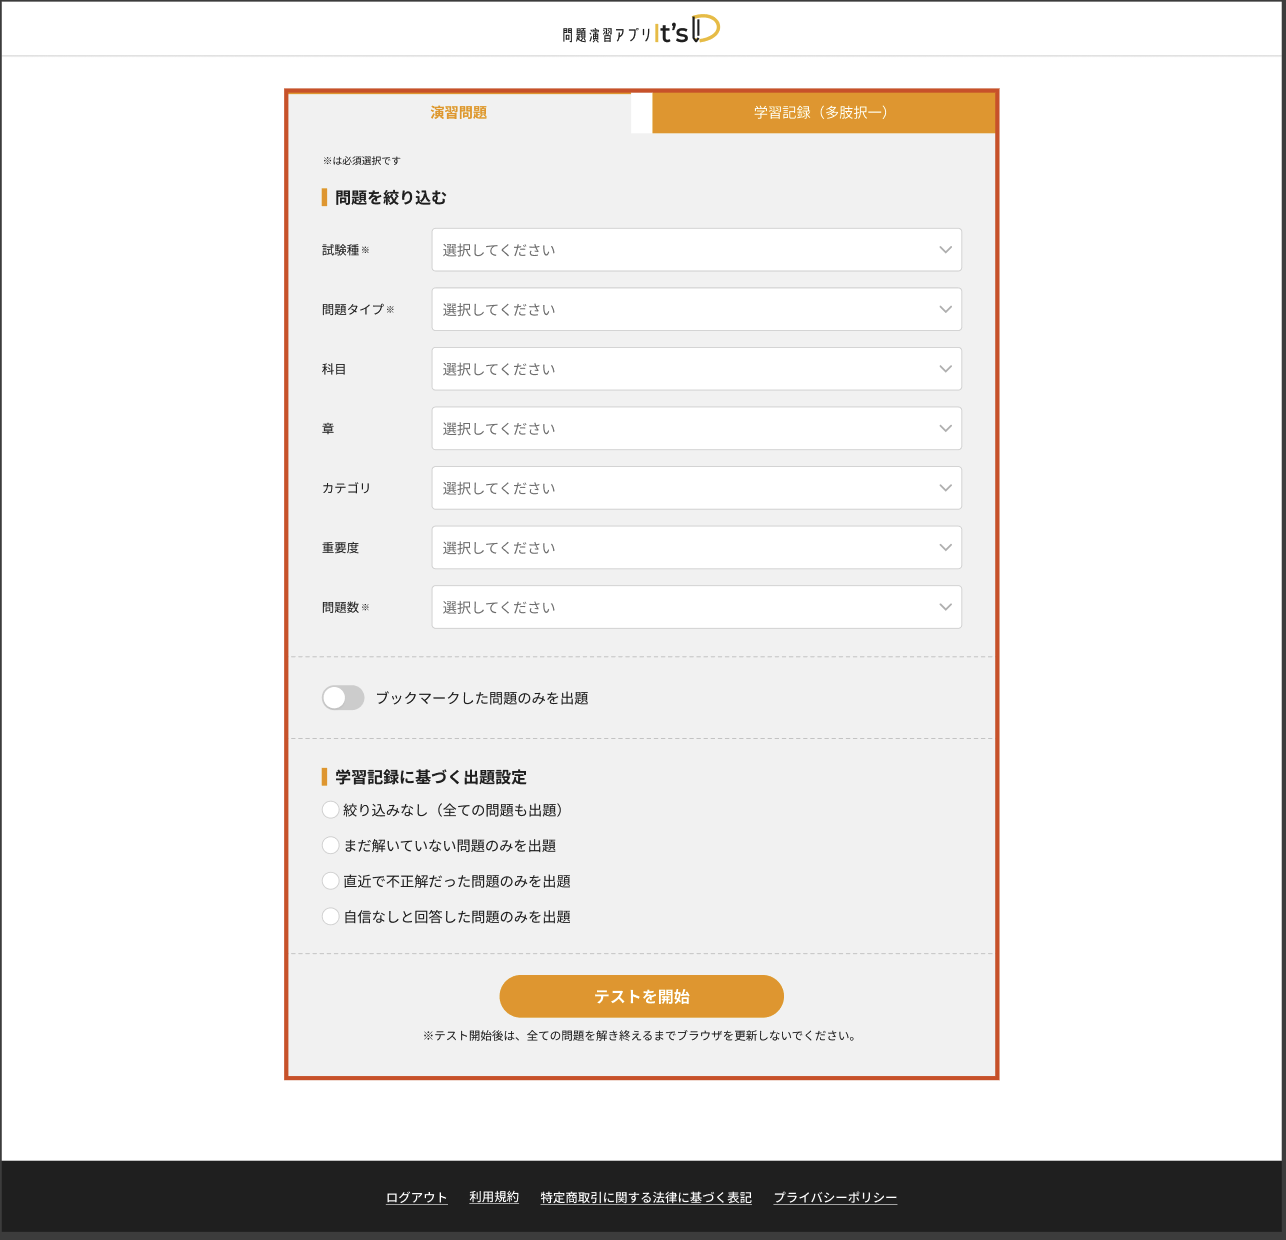 問題演習アプリ It's D
演習問題
学習記録（多肢択一）
※は必須選択です
問題を絞り込む
試験種※
選択してください
問題タイプ※
選択してください
科目
選択してください
章
選択してください
カテゴリ
選択してください
重要度
選択してください
問題数※
選択してください
ブックマークした問題のみを出題
学習記録に基づく出題設定
絞り込みなし（全ての問題も出題）
まだ解いていない問題のみを出題
直近で不正解だった問題のみを出題
自信なしと回答した問題のみを出題
テストを開始
※テスト開始後は、全ての問題を解き終えるまでブラウザを更新しないでください。
ログアウト 利用規約 特定商取引に関する法律に基づく表記 プライバシーポリシー